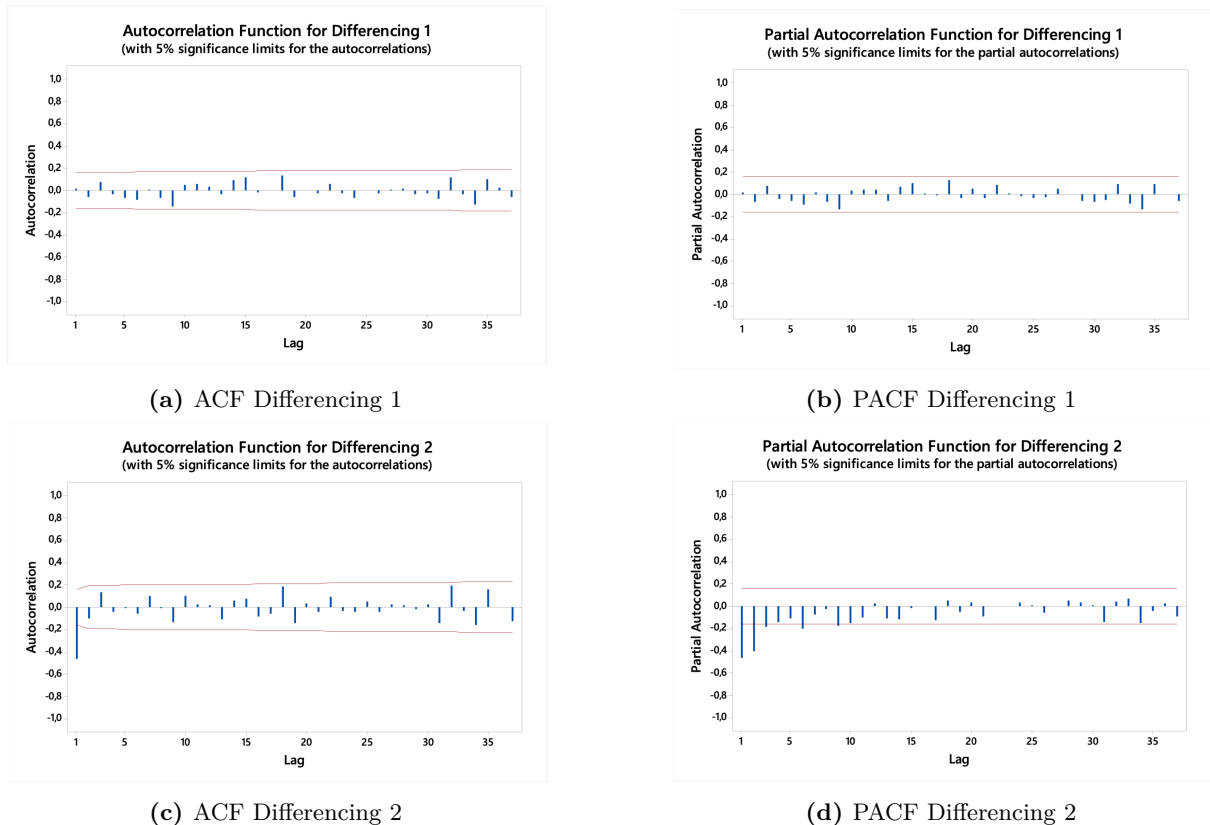 Autocorrelation Function for Differencing 1
(with 5% significance limits for the autocorrelations)
Autocorrelation
1,0
0,8
0,6
0,4
0,2
0,0
-0,2
-0,4
-0,6
-0,8
-1,0
1 5 10 15 20 25 30 35
Lag
(a) ACF Differencing 1
Partial Autocorrelation Function for Differencing 1
(with 5% significance limits for the partial autocorrelations)
Partial Autocorrelation
1,0
0,8
0,6
0,4
0,2
0,0
-0,2
-0,4
-0,6
-0,8
-1,0
1 5 10 15 20 25 30 35
Lag
(b) PACF Differencing 1
Autocorrelation Function for Differencing 2
(with 5% significance limits for the autocorrelations)
Autocorrelation
1,0
0,8
0,6
0,4
0,2
0,0
-0,2
-0,4
-0,6
-0,8
-1,0
1 5 10 15 20 25 30 35
Lag
(c) ACF Differencing 2
Partial Autocorrelation Function for Differencing 2
(with 5% significance limits for the partial autocorrelations)
Partial Autocorrelation
1,0
0,8
0,6
0,4
0,2
0,0
-0,2
-0,4
-0,6
-0,8
-1,0
1 5 10 15 20 25 30 35
Lag
(d) PACF Differencing 2